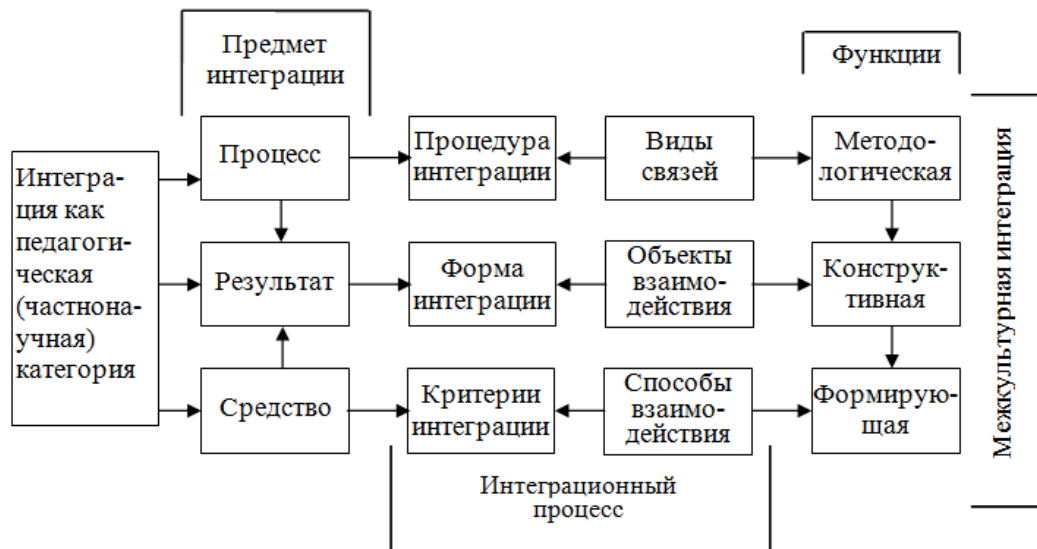 Предмет
интеграции
Функции
Интегра-
ция как
педагоги-
ческая
(частнона-
учная)
категория
Процесс
Процедура
интеграции
Виды
связей
Методо-
логическая
Результат
Форма
интеграции
Объекты
взаимо-
действия
Конструк-
тивная
Средство
Критерии
интеграции
Способы
взаимо-
действия
Формирую-
щая
Интеграционный
процесс
Межкультурная интеграция